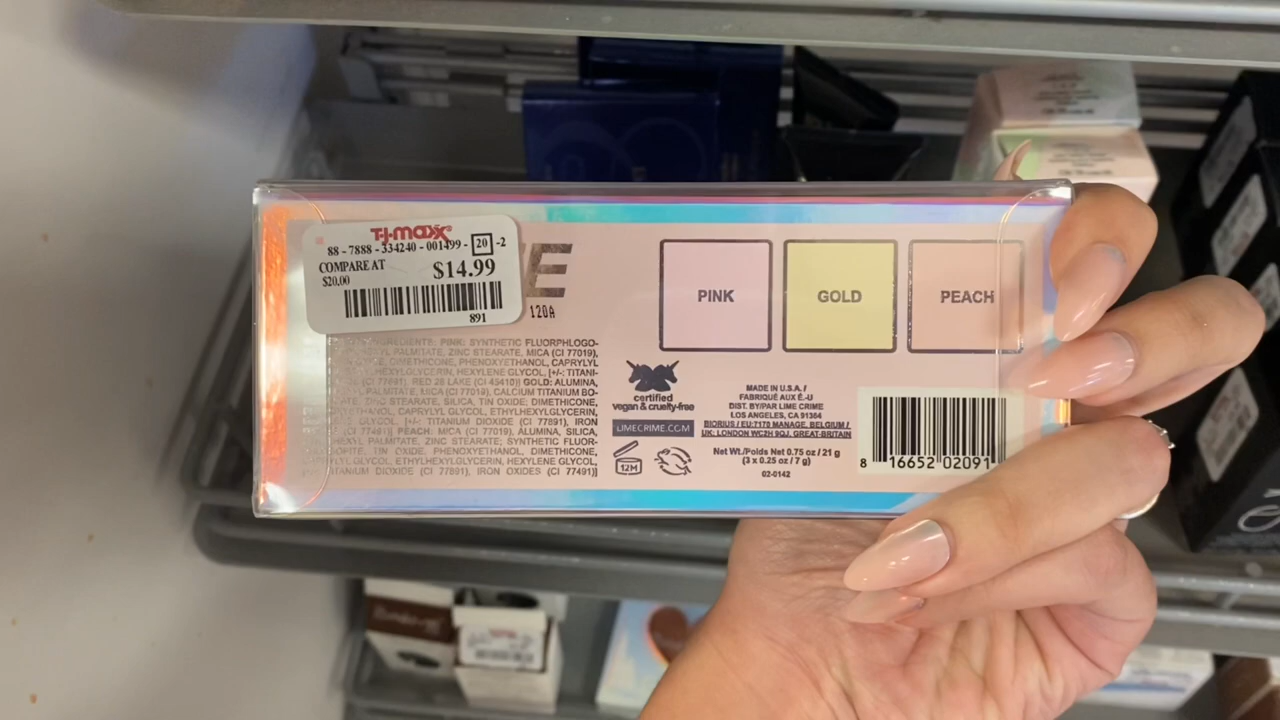 T·J·maxx
88 - 7888 - 334240 - 001499 - 20 -2
COMPARE AT
$20.00
$14.99
891
E
120A
PINK
GOLD
PEACH
PINK: SYNTHETIC FLUORPHLOGO-
PALMITATE, ZINC STEARATE, MICA (CI 77019),
DIMETHICONE, PHENOXYETHANOL, CAPRYLYL
HEXYLENE GLYCOL, [+/-: TITANI-
(CI 77891), RED 28 LAKE (CI 45410)] GOLD: ALUMINA,
PALMITATE, MICA (CI 77019), CALCIUM TITANIUM BO-
ZINC STEARATE, SILICA, TIN OXIDE, DIMETHICONE,
CAPRYLYL GLYCOL, ETHYLHEXYLGLYCERIN,
GLYCOL, [+/-: TITANIUM DIOXIDE (CI 77891), IRON
PEACH: MICA (CI 77019), ALUMINA, SILICA,
PALMITATE, ZINC STEARATE; SYNTHETIC FLUOR-
TIN OXIDE, PHENOXYETHANOL, DIMETHICONE,
GLYCOL, ETHYLHEXYLGLYCERIN, HEXYLENE GLYCOL,
TITANIUM DIOXIDE (CI 77891), IRON OXIDES (CI 77491)]
certified
vegan & cruelty-free
LIMECRIME.COM
12M
MADE IN U.S.A. /
FABRIQUÉ AUX É.-U
DIST. BY/PAR LIME CRIME
LOS ANGELES, CA 91364
BIORIUS / EU:7170 MANAGE, BELGIUM /
UK: LONDON WC2H 9QJ, GREAT-BRITAIN
Net Wt./Poids Net 0.75 oz / 21 g
(3 x 0.25 oz / 7 g)
02-0142
8 16652 02091